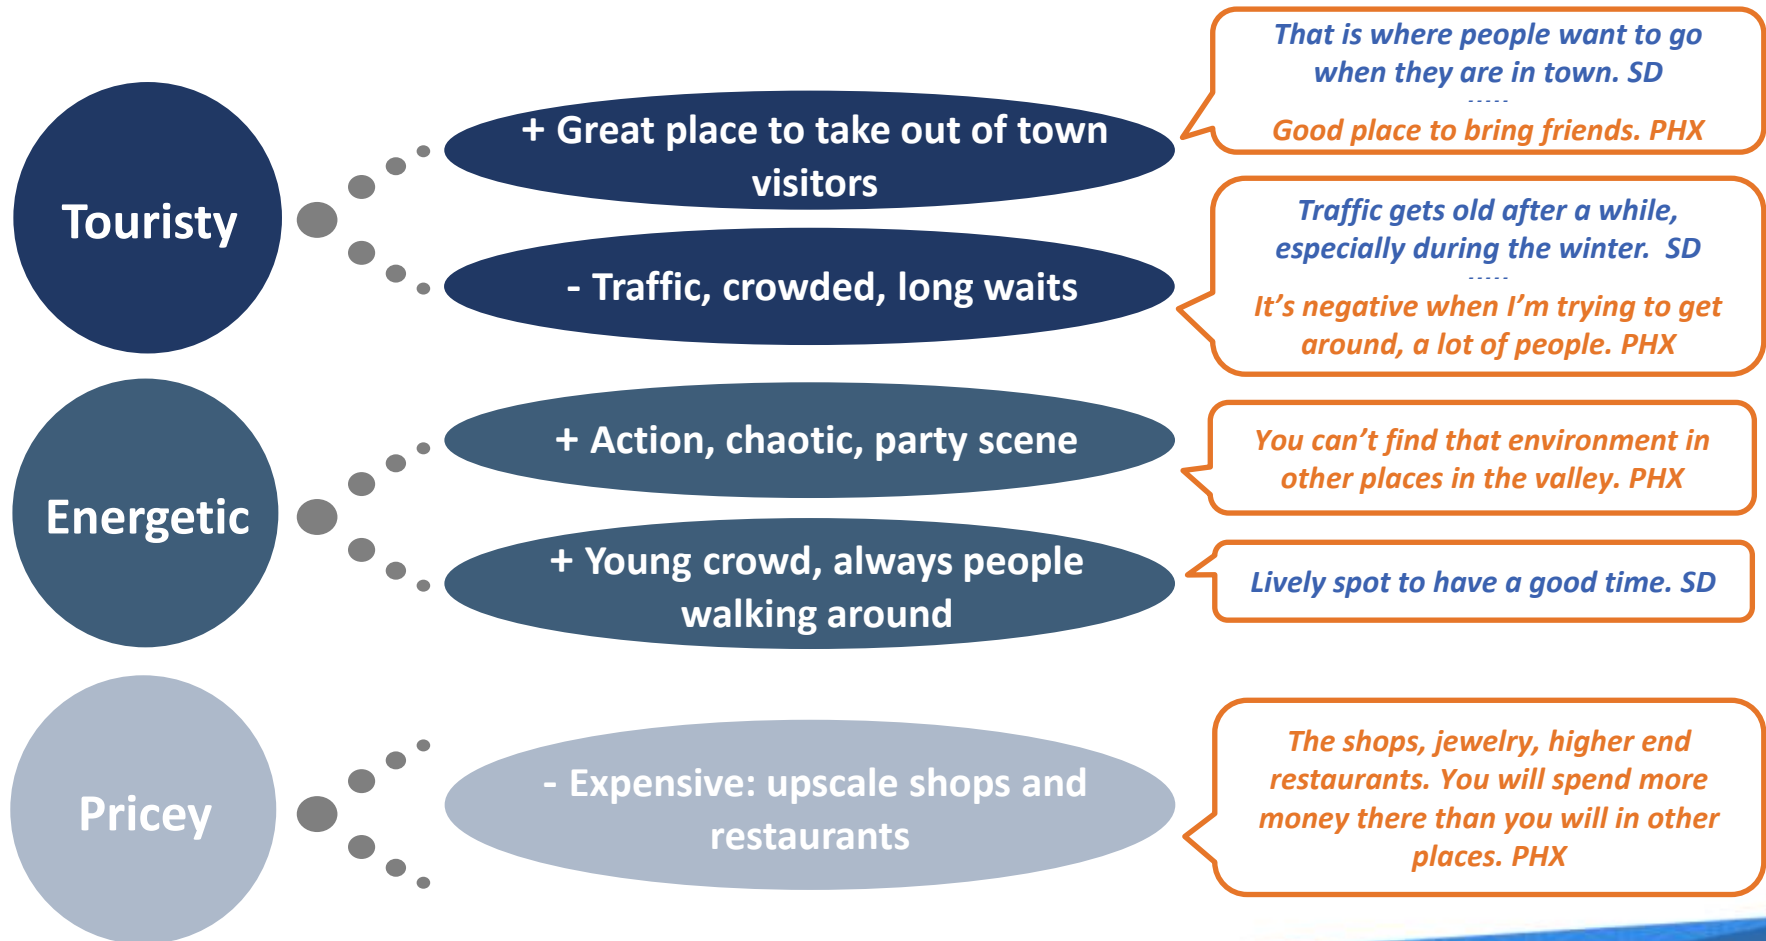 Touristy
+ Great place to take out of town
visitors
That is where people want to go
when they are in town. SD
-----
Good place to bring friends. PHX
- Traffic, crowded, long waits
Traffic gets old after a while,
especially during the winter.  SD
-----
It’s negative when I’m trying to get
around, a lot of people. PHX
Energetic
+ Action, chaotic, party scene
You can’t find that environment in
other places in the valley. PHX
+ Young crowd, always people
walking around
Lively spot to have a good time. SD
Pricey
- Expensive: upscale shops and
restaurants
The shops, jewelry, higher end
restaurants. You will spend more
money there than you will in other
places. PHX